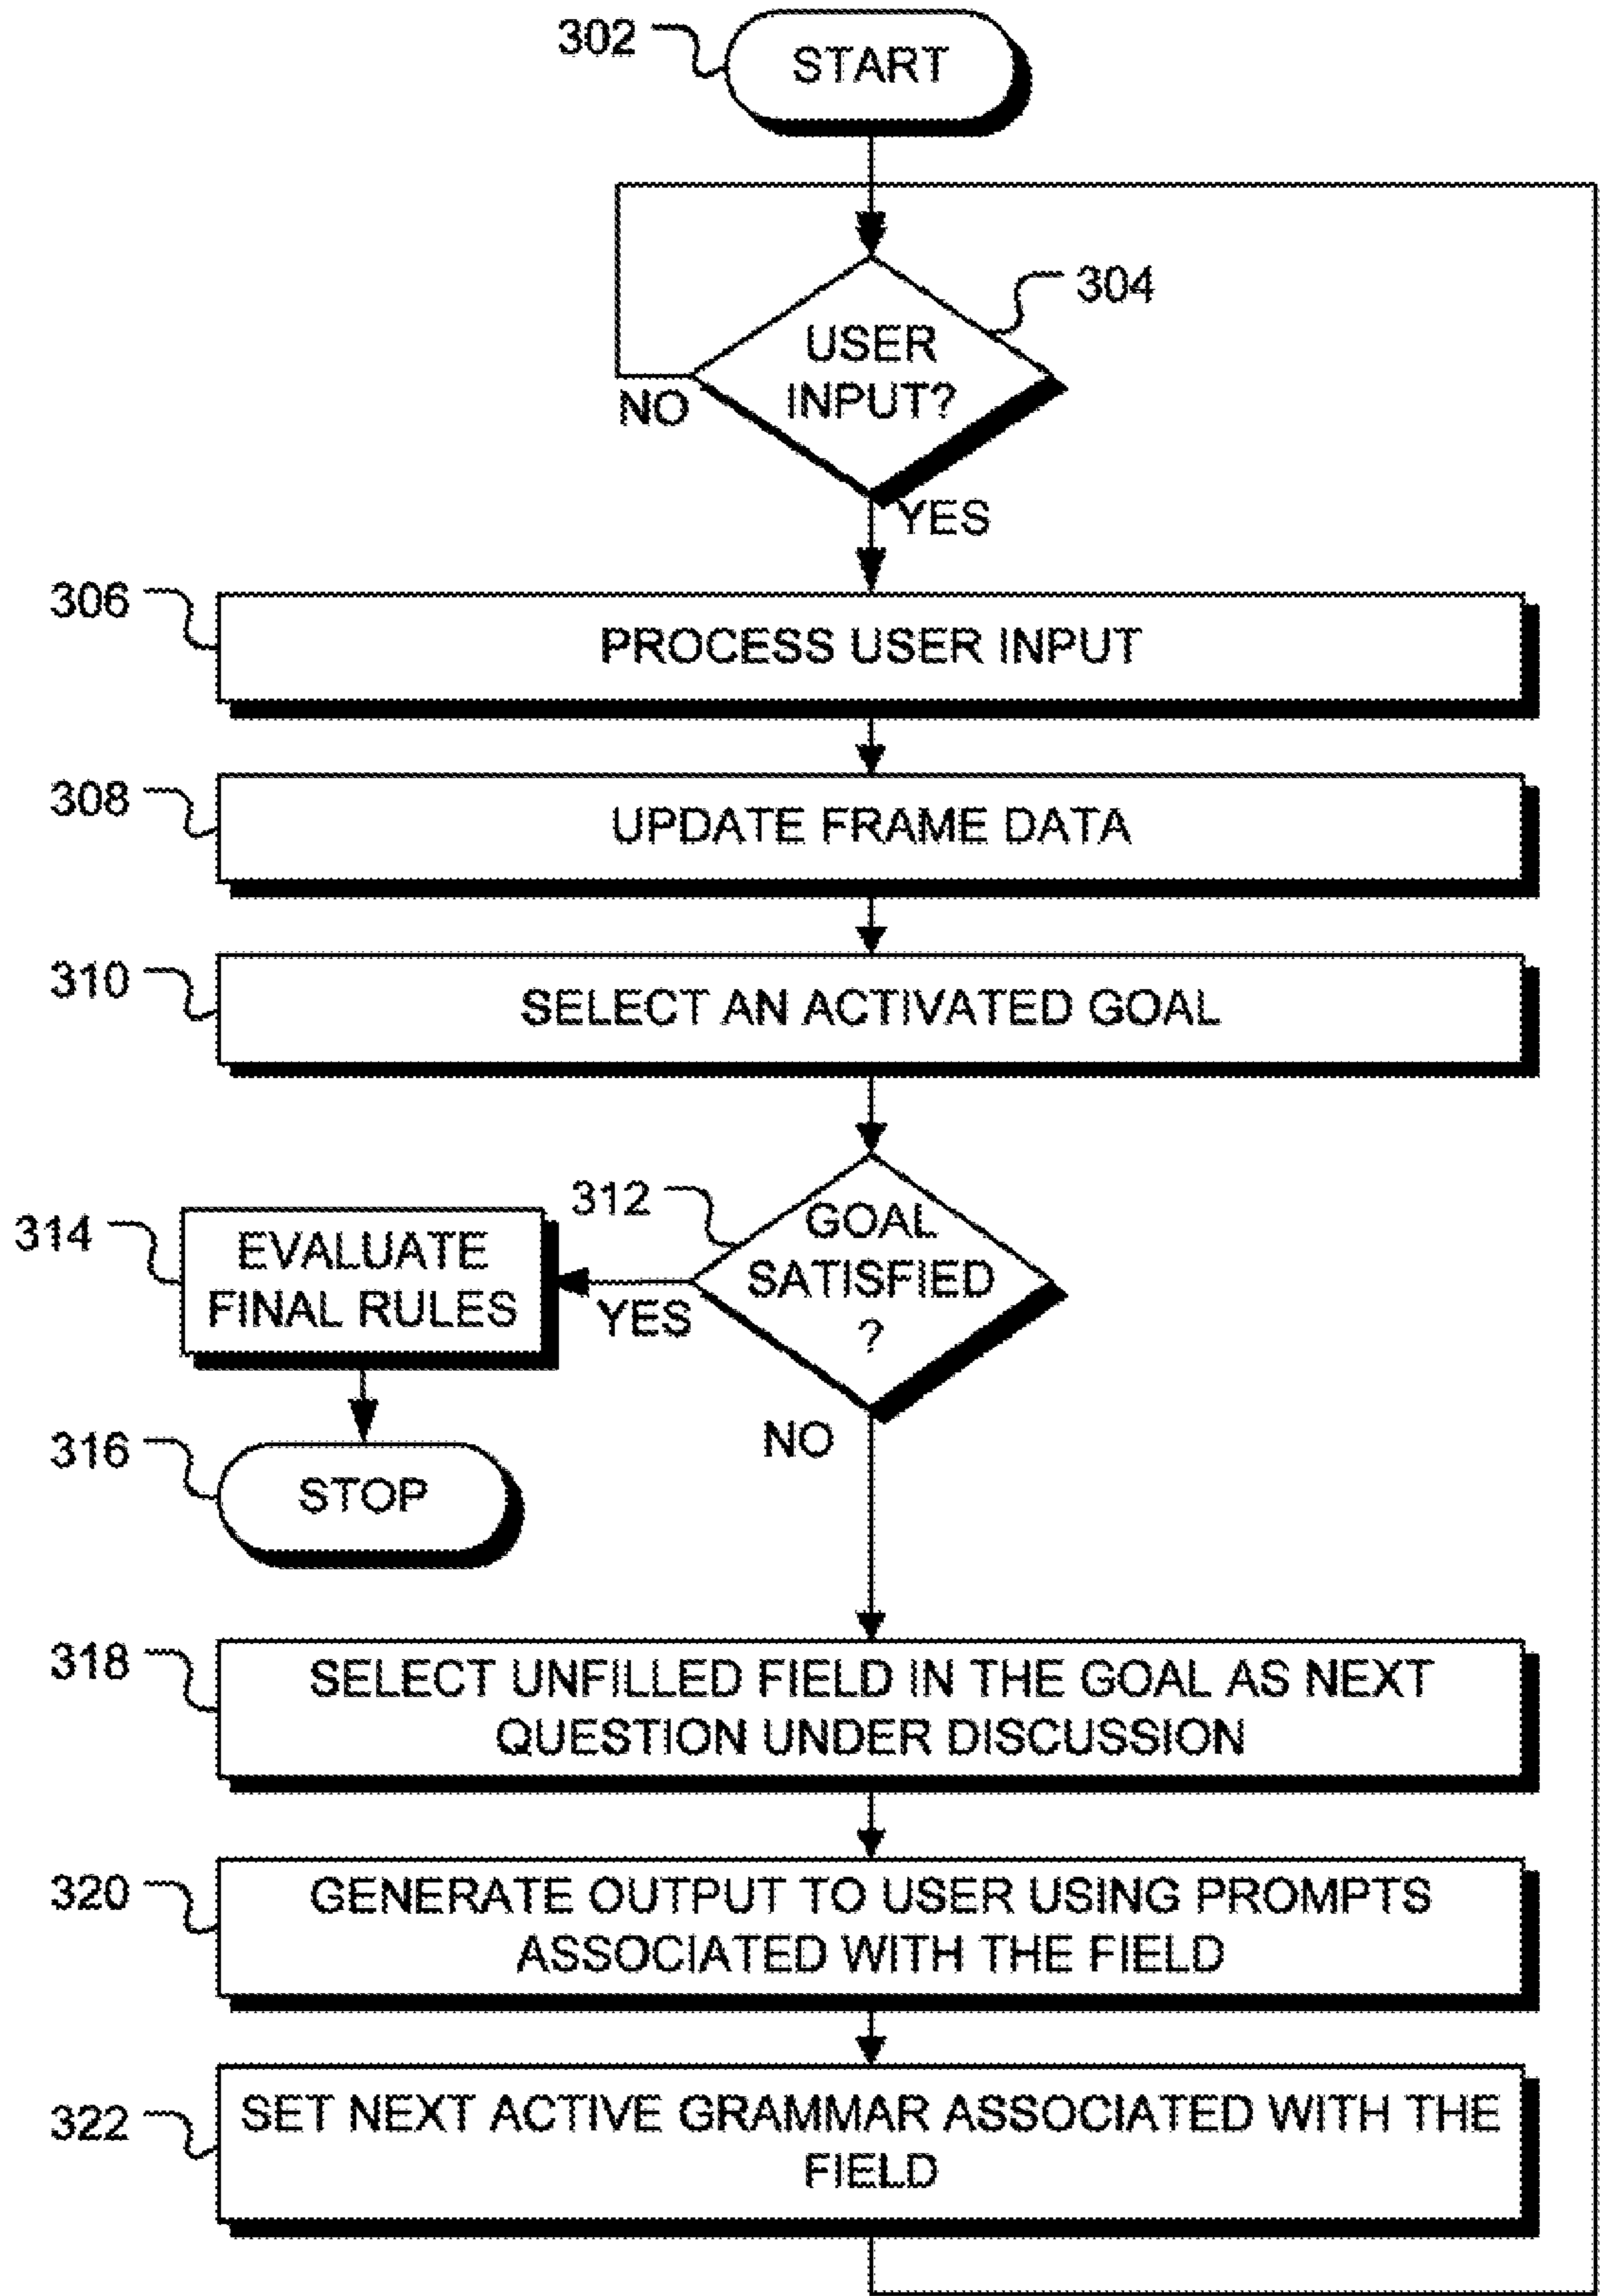 302
START
304
USER
INPUT?
NO
YES
306
PROCESS USER INPUT
308
UPDATE FRAME DATA
310
SELECT AN ACTIVATED GOAL
312
GOAL
SATISFIED
?
314
EVALUATE
FINAL RULES
YES
NO
316
STOP
318
SELECT UNFILLED FIELD IN THE GOAL AS NEXT
QUESTION UNDER DISCUSSION
320
GENERATE OUTPUT TO USER USING PROMPTS
ASSOCIATED WITH THE FIELD
322
SET NEXT ACTIVE GRAMMAR ASSOCIATED WITH THE
FIELD